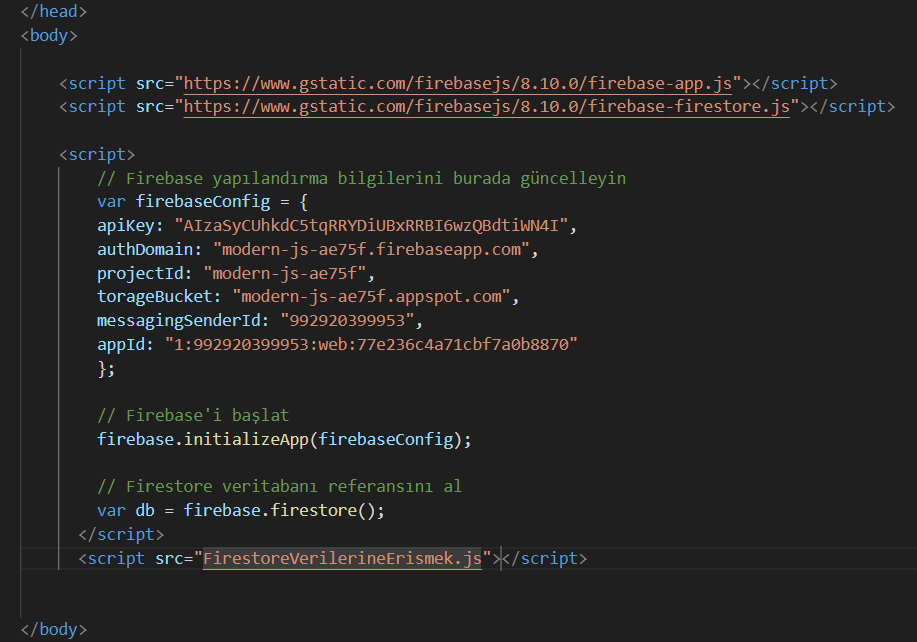 </head>
<body>
<script src="https://www.gstatic.com/firebasejs/8.10.0/firebase-app.js"></script>
<script src="https://www.gstatic.com/firebasejs/8.10.0/firebase-firestore.js"></script>
<script>
// Firebase yapılandırma bilgilerini burada güncelleyin
var firebaseConfig = {
apiKey: "AIzaSyCUhkdC5tqRRYDiUBxRRBI6wzQBdtiWN4I",
authDomain: "modern-js-ae75f.firebaseapp.com",
projectId: "modern-js-ae75f",
torageBucket: "modern-js-ae75f.appspot.com",
messagingSenderId: "992920399953",
appId: "1:992920399953:web:77e236c4a71cbf7a0b8870"
};
// Firebase'i başlat
firebase.initializeApp(firebaseConfig);
// Firestore veritabanı referansını al
var db = firebase.firestore();
</script>
<script src="FirestoreVerilerineErismek.js"></script>
</body>